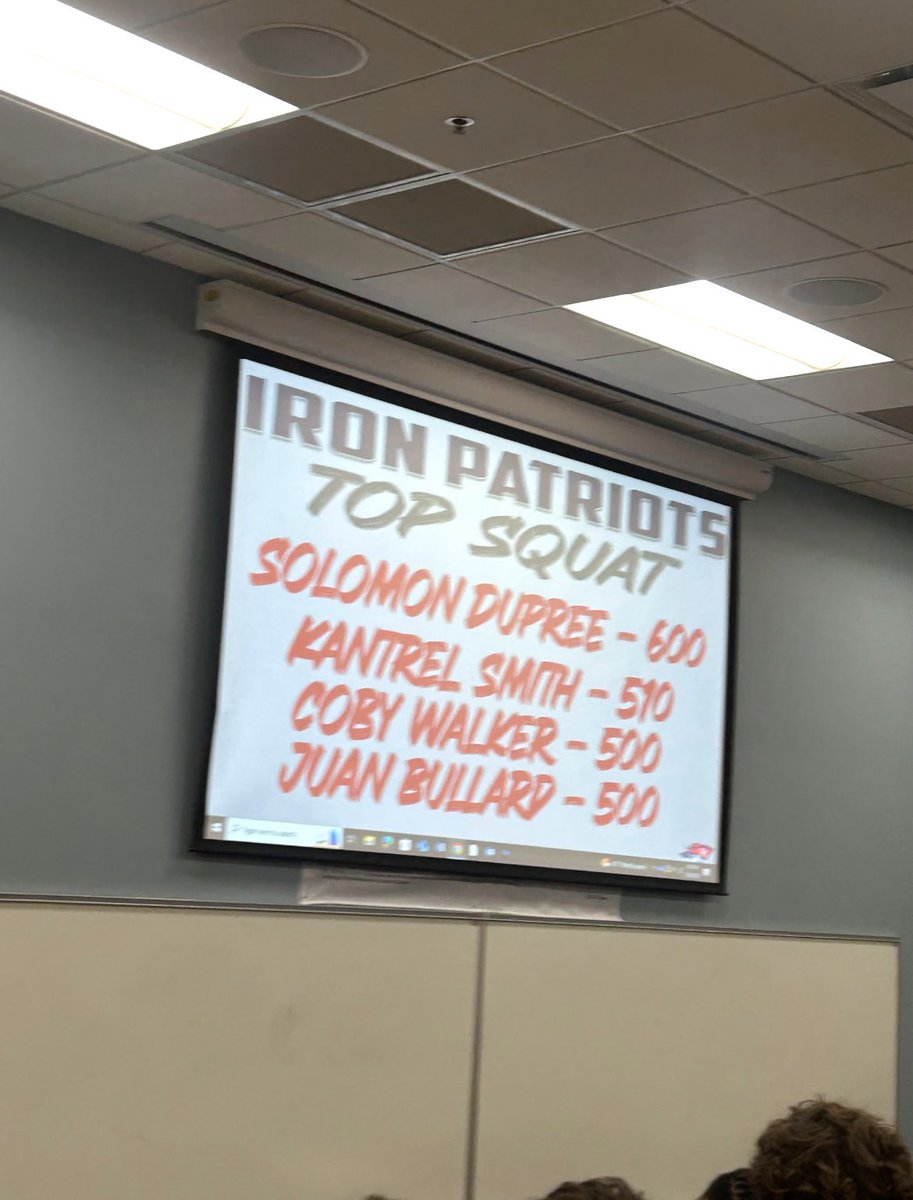 IRON PATRIOTS
TOP SQUAT
SOLOMON DUPREE - 600
KANTREL SMITH - 510
COBY WALKER - 500
JUAN BULLARD - 500